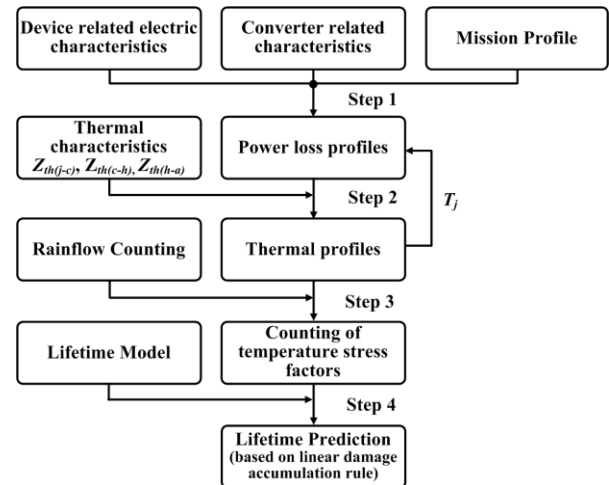 Device related electric
characteristics
Converter related
characteristics
Mission Profile
Step 1
Thermal
characteristics
Zth(j-c), Zth(c-h), Zth(h-a)
Power loss profiles
Step 2
Tj
Rainflow Counting
Thermal profiles
Step 3
Lifetime Model
Counting of
temperature stress
factors
Step 4
Lifetime Prediction
(based on linear damage
accumulation rule)